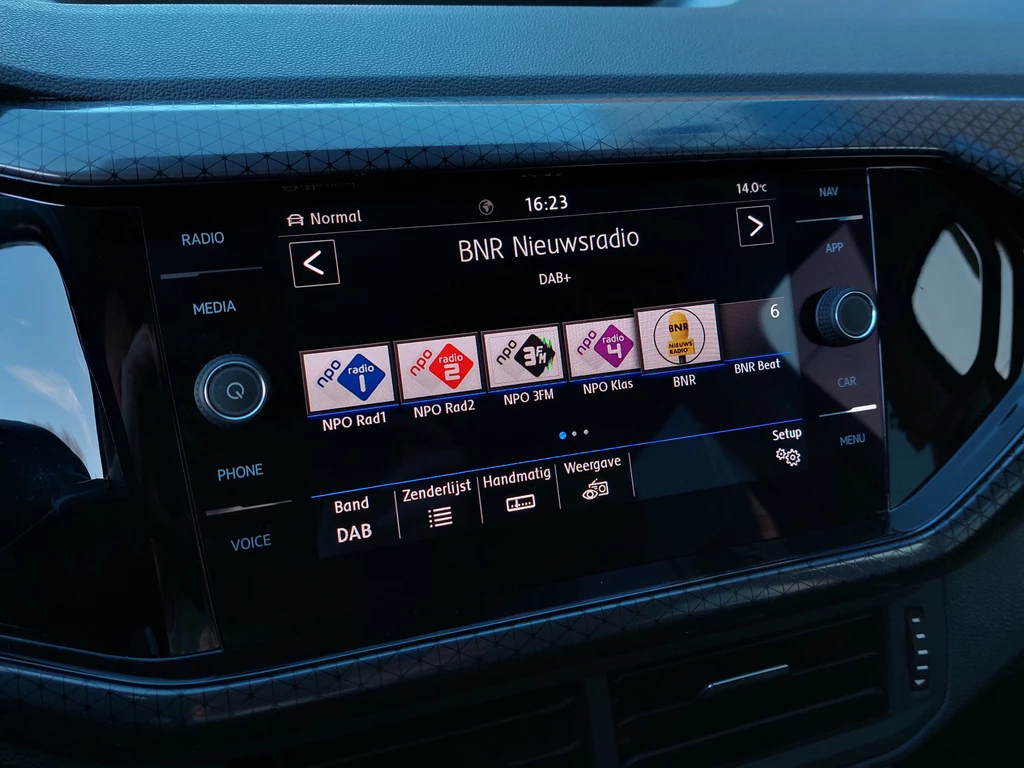 RADIO
MEDIA
PHONE
VOICE
Normal
16:23
14.0°c
<
BNR Nieuwsradio
>
DAB+
npo radio 1
npo radio 2
npo 3FM
npo radio 4
BNR NIEUWS RADIO
6
NPO Rad1
NPO Rad2
NPO 3FM
NPO Klas
BNR
BNR Beat
Band
DAB
Zenderlijst
Handmatig
Weergave
Setup
NAV
APP
CAR
MENU